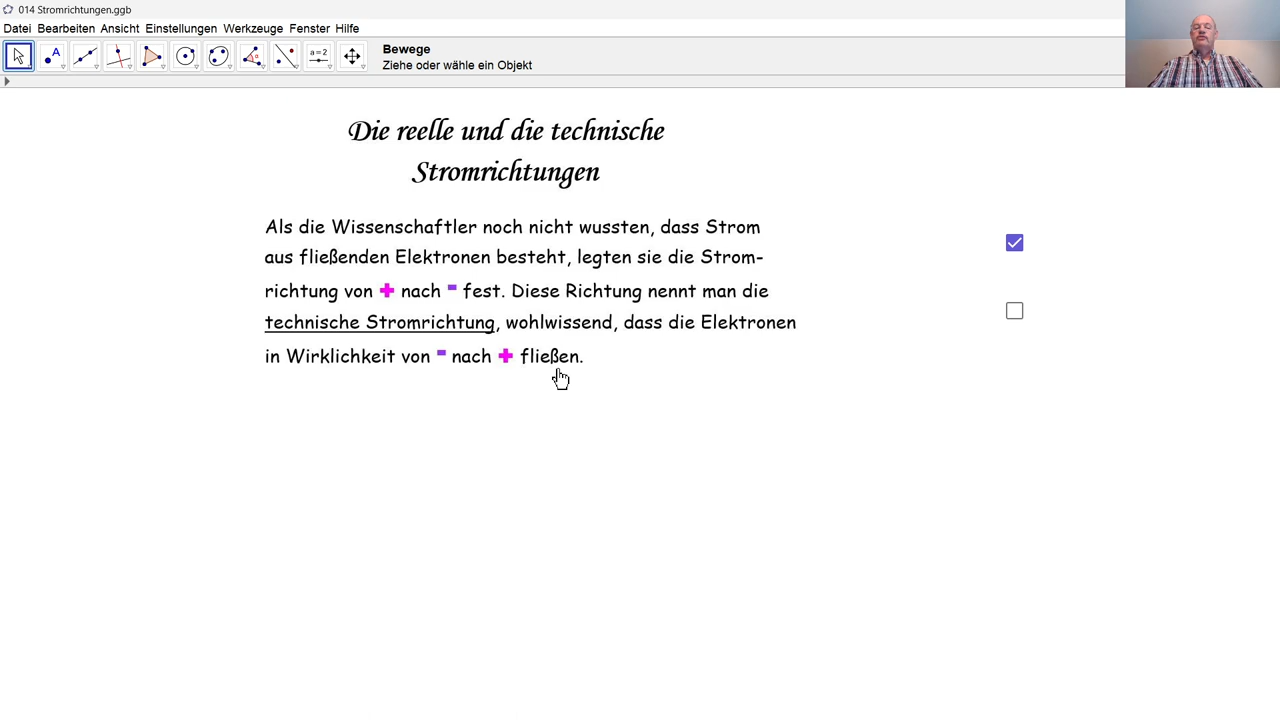 014 Stromrichtungen.ggb
Datei Bearbeiten Ansicht Einstellungen Werkzeuge Fenster Hilfe
A
a=2
Bewege
Ziehe oder wähle ein Objekt
Die reelle und die technische
Stromrichtungen
Als die Wissenschaftler noch nicht wussten, dass Strom
aus fließenden Elektronen besteht, legten sie die Strom-
richtung von + nach - fest. Diese Richtung nennt man die
technische Stromrichtung, wohlwissend, dass die Elektronen
in Wirklichkeit von - nach + fließen.